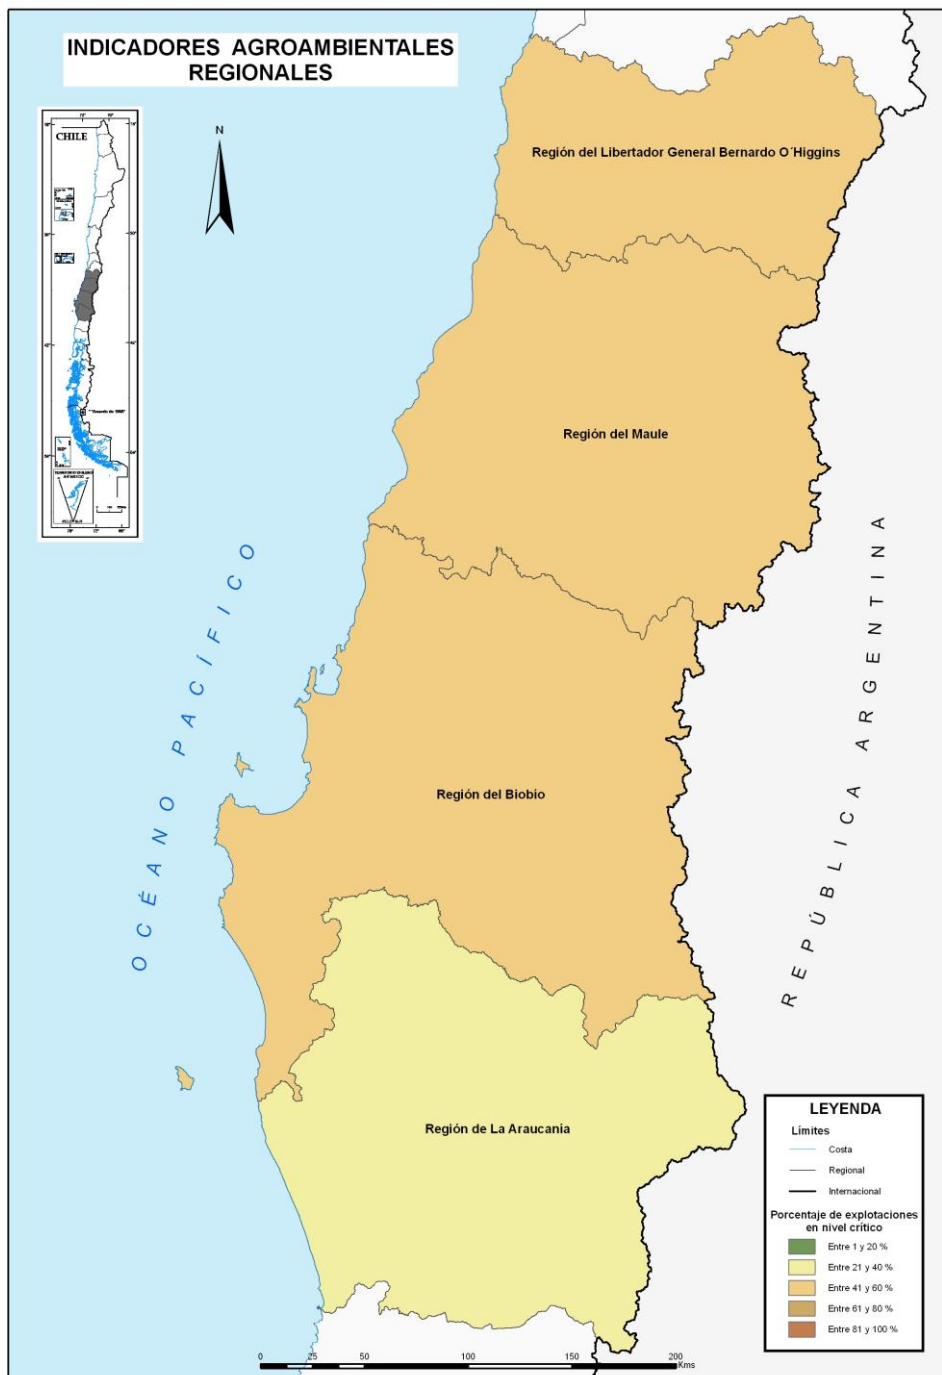 INDICADORES AGROAMBIENTALES
REGIONALES
CHILE
N
Región del Libertador General Bernardo O´Higgins
Región del Maule
Región del Biobio
Región de La Araucania
OCÉANO PACÍFICO
REPÚBLICA ARGENTINA
LEYENDA
Límites
Costa
Regional
Internacional
Porcentaje de explotaciones
en nivel crítico
Entre 1 y 20 %
Entre 21 y 40 %
Entre 41 y 60 %
Entre 61 y 80 %
Entre 81 y 100 %
0 25 50 100 150 200
Kms